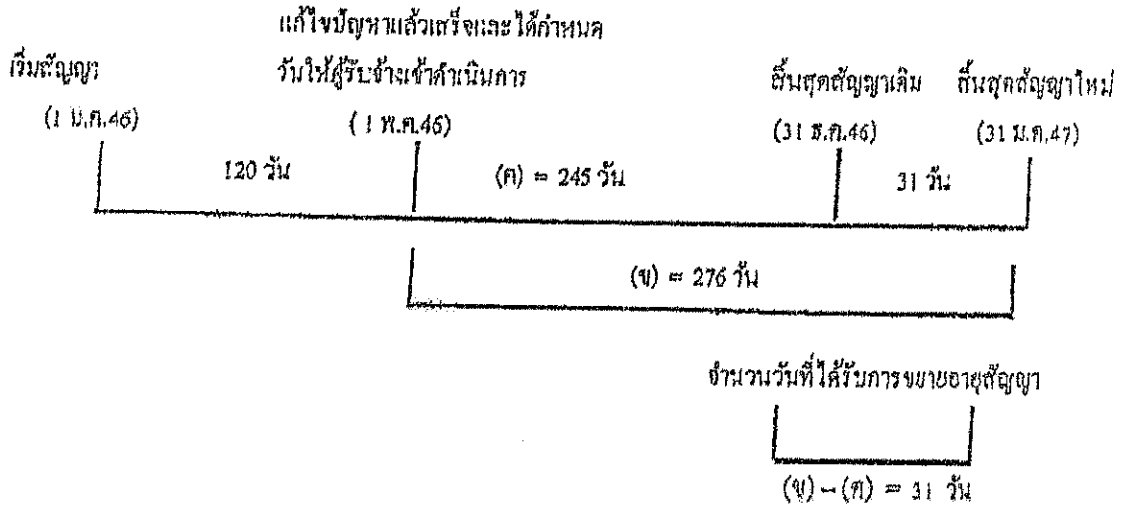 แก้ไขปัญหาแล้วเสร็จและได้กำหนด
วันให้ผู้รับจ้างเข้าดำเนินการ
เริ่มสัญญา
(1 ม.ค.46)
(1 พ.ค.46)
สิ้นสุดสัญญาเดิม
(31 ธ.ค.46)
สิ้นสุดสัญญาใหม่
(31 ม.ค.47)
120 วัน
(ค) = 245 วัน
31 วัน
(ข) = 276 วัน
จำนวนวันที่ได้รับการขยายอายุสัญญา
(ข) – (ค) = 31 วัน